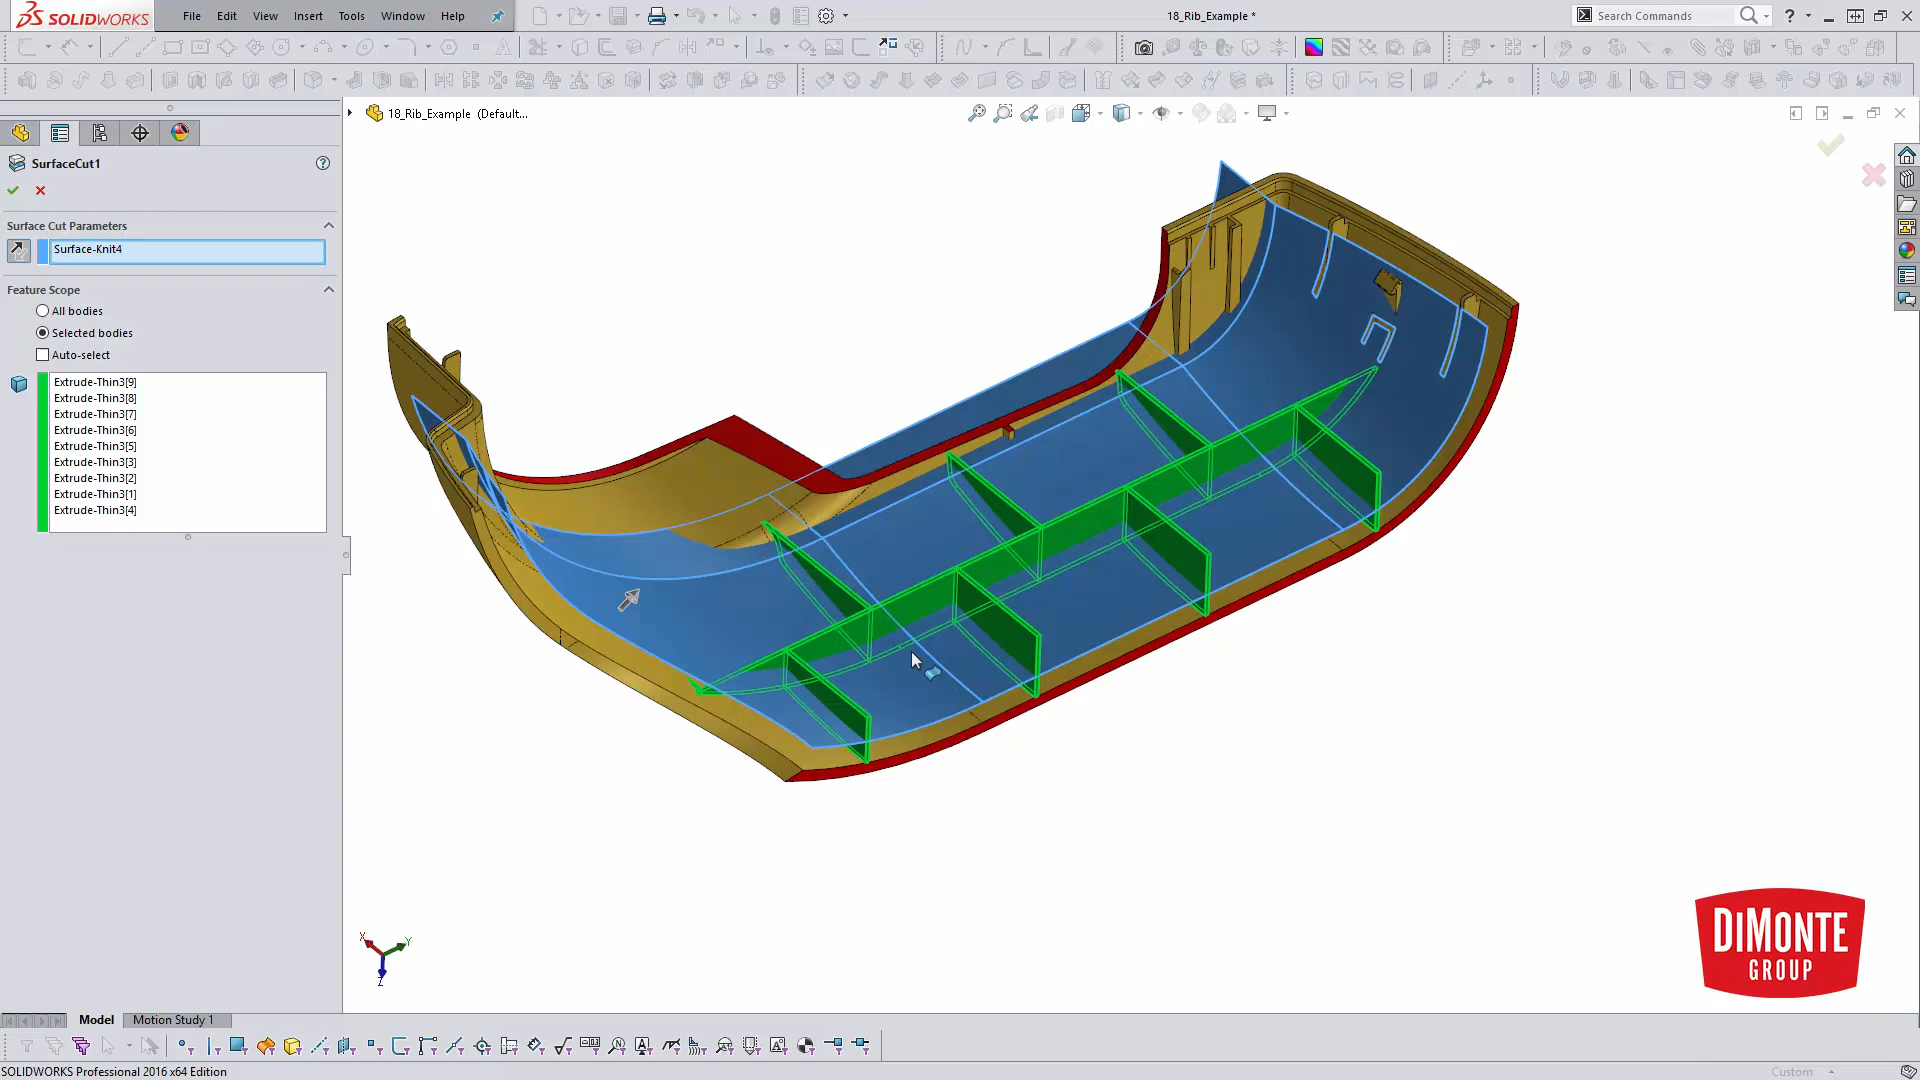 SOLIDWORKS
File Edit View Insert Tools Window Help
18_Rib_Example *
Search Commands
18_Rib_Example (Default...
SurfaceCut1
Surface Cut Parameters
Surface-Knit4
Feature Scope
All bodies
Selected bodies
Auto-select
Extrude-Thin3[9]
Extrude-Thin3[8]
Extrude-Thin3[7]
Extrude-Thin3[6]
Extrude-Thin3[5]
Extrude-Thin3[3]
Extrude-Thin3[2]
Extrude-Thin3[1]
Extrude-Thin3[4]
X
Y
Z
DIMONTE
GROUP
Model Motion Study 1
SOLIDWORKS Professional 2016 x64 Edition
Custom